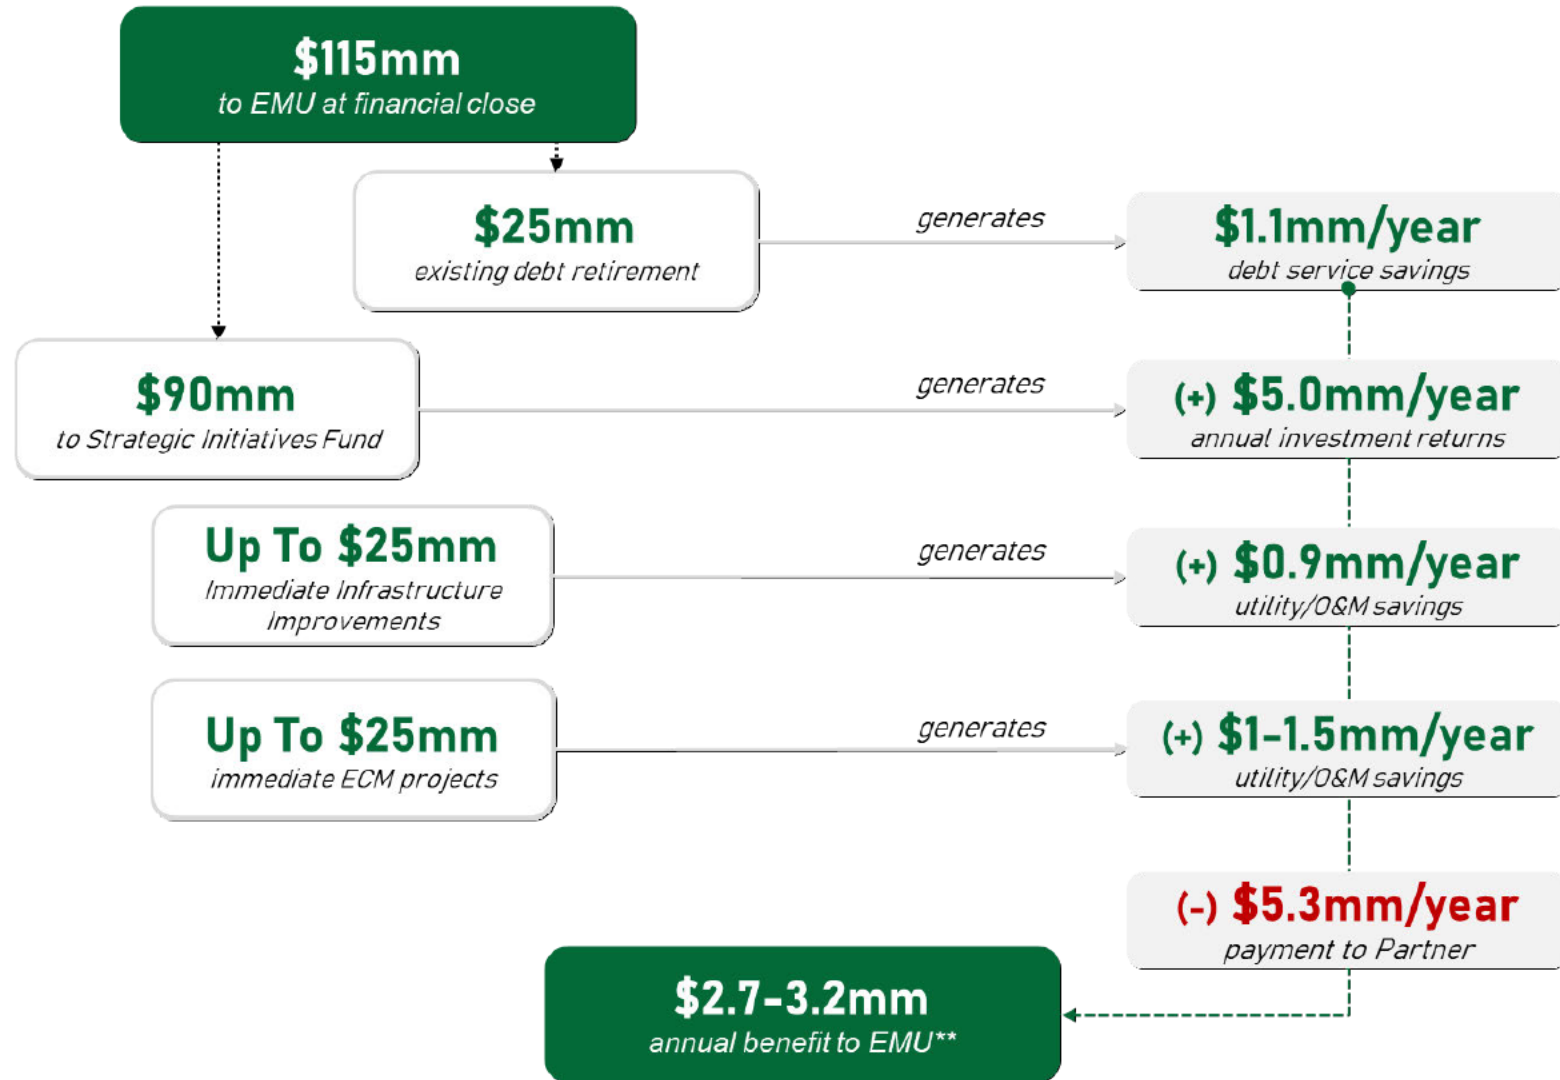 $115mm
to EMU at financial close
$25mm
existing debt retirement
generates
$1.1mm/year
debt service savings
$90mm
to Strategic Initiatives Fund
generates
(+) $5.0mm/year
annual investment returns
Up To $25mm
Immediate Infrastructure
Improvements
generates
(+) $0.9mm/year
utility/O&M savings
Up To $25mm
immediate ECM projects
generates
(+) $1-1.5mm/year
utility/O&M savings
(-) $5.3mm/year
payment to Partner
$2.7-3.2mm
annual benefit to EMU**